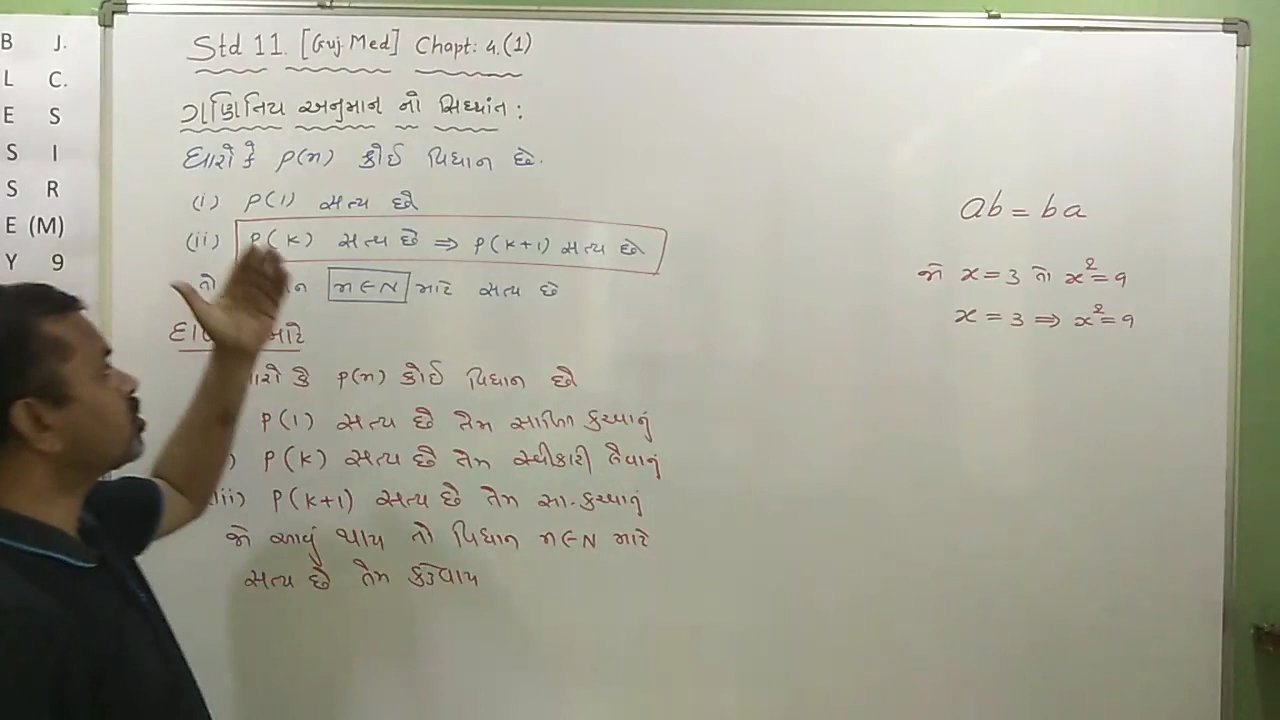 B J.
L C.
E S
S I
S R
E (M)
Y 9
Std 11. [Guj. Med] Chapt: 4.(1)
ગાણિતિય અનુમાન નો સિધ્ધાંત :
ધારો કે P(n) કોઈ વિધાન છે.
(i) P(1) સત્ય છે
(ii) P(k) સત્ય છે ⇒ P(k+1) સત્ય છે
તો n∈N માટે સત્ય છે
P(n) કોઈ વિધાન છે
P(1) સત્ય છે તેમ સાબિત કરવાનું
) P(k) સત્ય છે તેમ સ્વીકારી લેવાનું
iii) P(k+1) સત્ય છે તેમ સા. કરવાનું
જો આવું થાય તો વિધાન n∈N માટે
સત્ય છે તેમ કહેવાય
ab = ba
જો x = 3 તો x² = 9
x = 3 ⇒ x² = 9